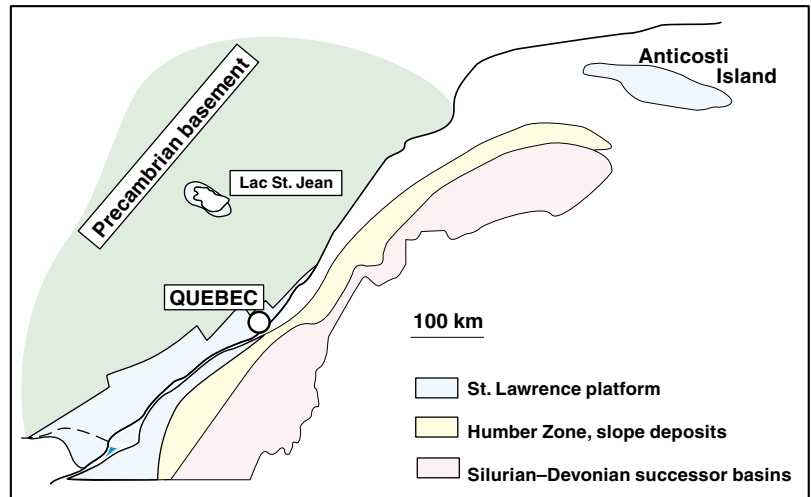 Anticosti
Island
Precambrian basement
Lac St. Jean
QUEBEC
100 km
St. Lawrence platform
Humber Zone, slope deposits
Silurian–Devonian successor basins